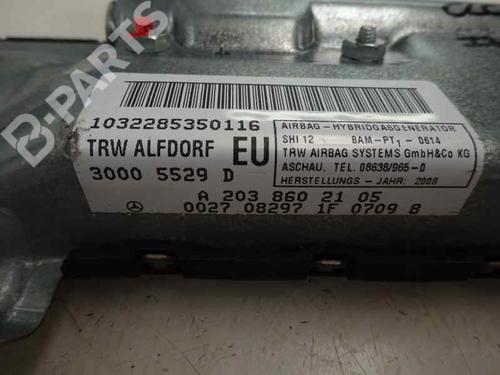 B-PARTS
1032285350116
TRW ALFDORF EU
3000 5529 D
A 203 860 21 05
0027 08297 1F 0709 8
AIRBAG-HYBRIDGASGENERATOR
SHI 12 BAM-PT1-0614
TRW AIRBAG SYSTEMS GmbH&Co KG
ASCHAU, TEL. 08638/965-0
HERSTELLUNGS - JAHR: 2008